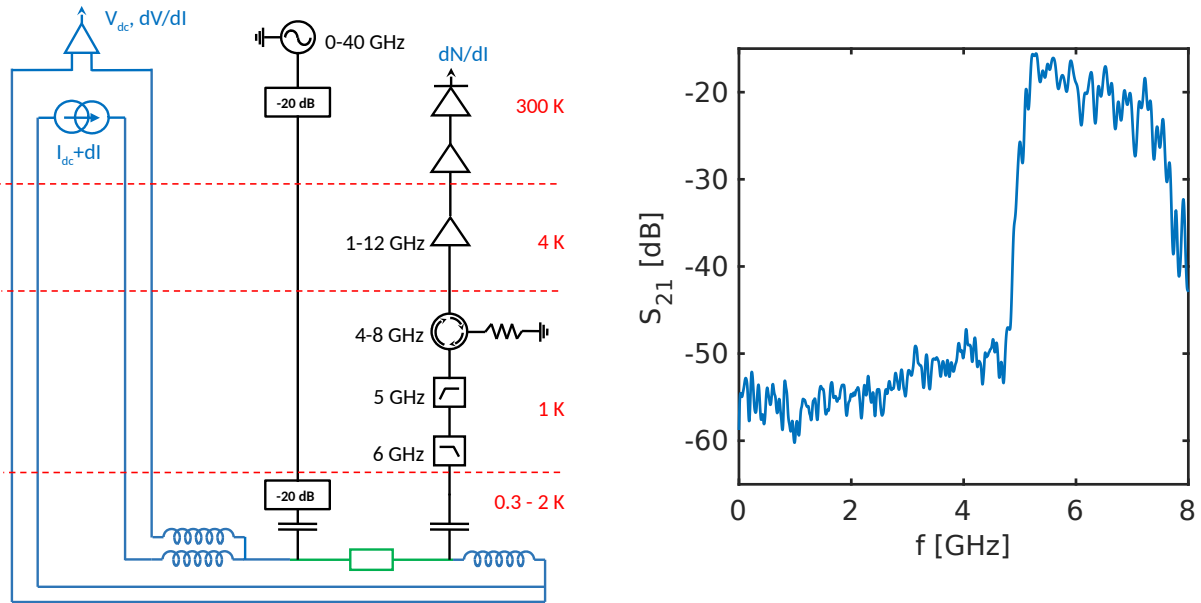 V_dc, dV/dI
0-40 GHz
dN/dI
-20 dB
300 K
I_dc+dI
1-12 GHz
4 K
4-8 GHz
5 GHz
1 K
6 GHz
-20 dB
0.3 - 2 K
S_21 [dB]
-20
-30
-40
-50
-60
0
2
4
6
8
f [GHz]